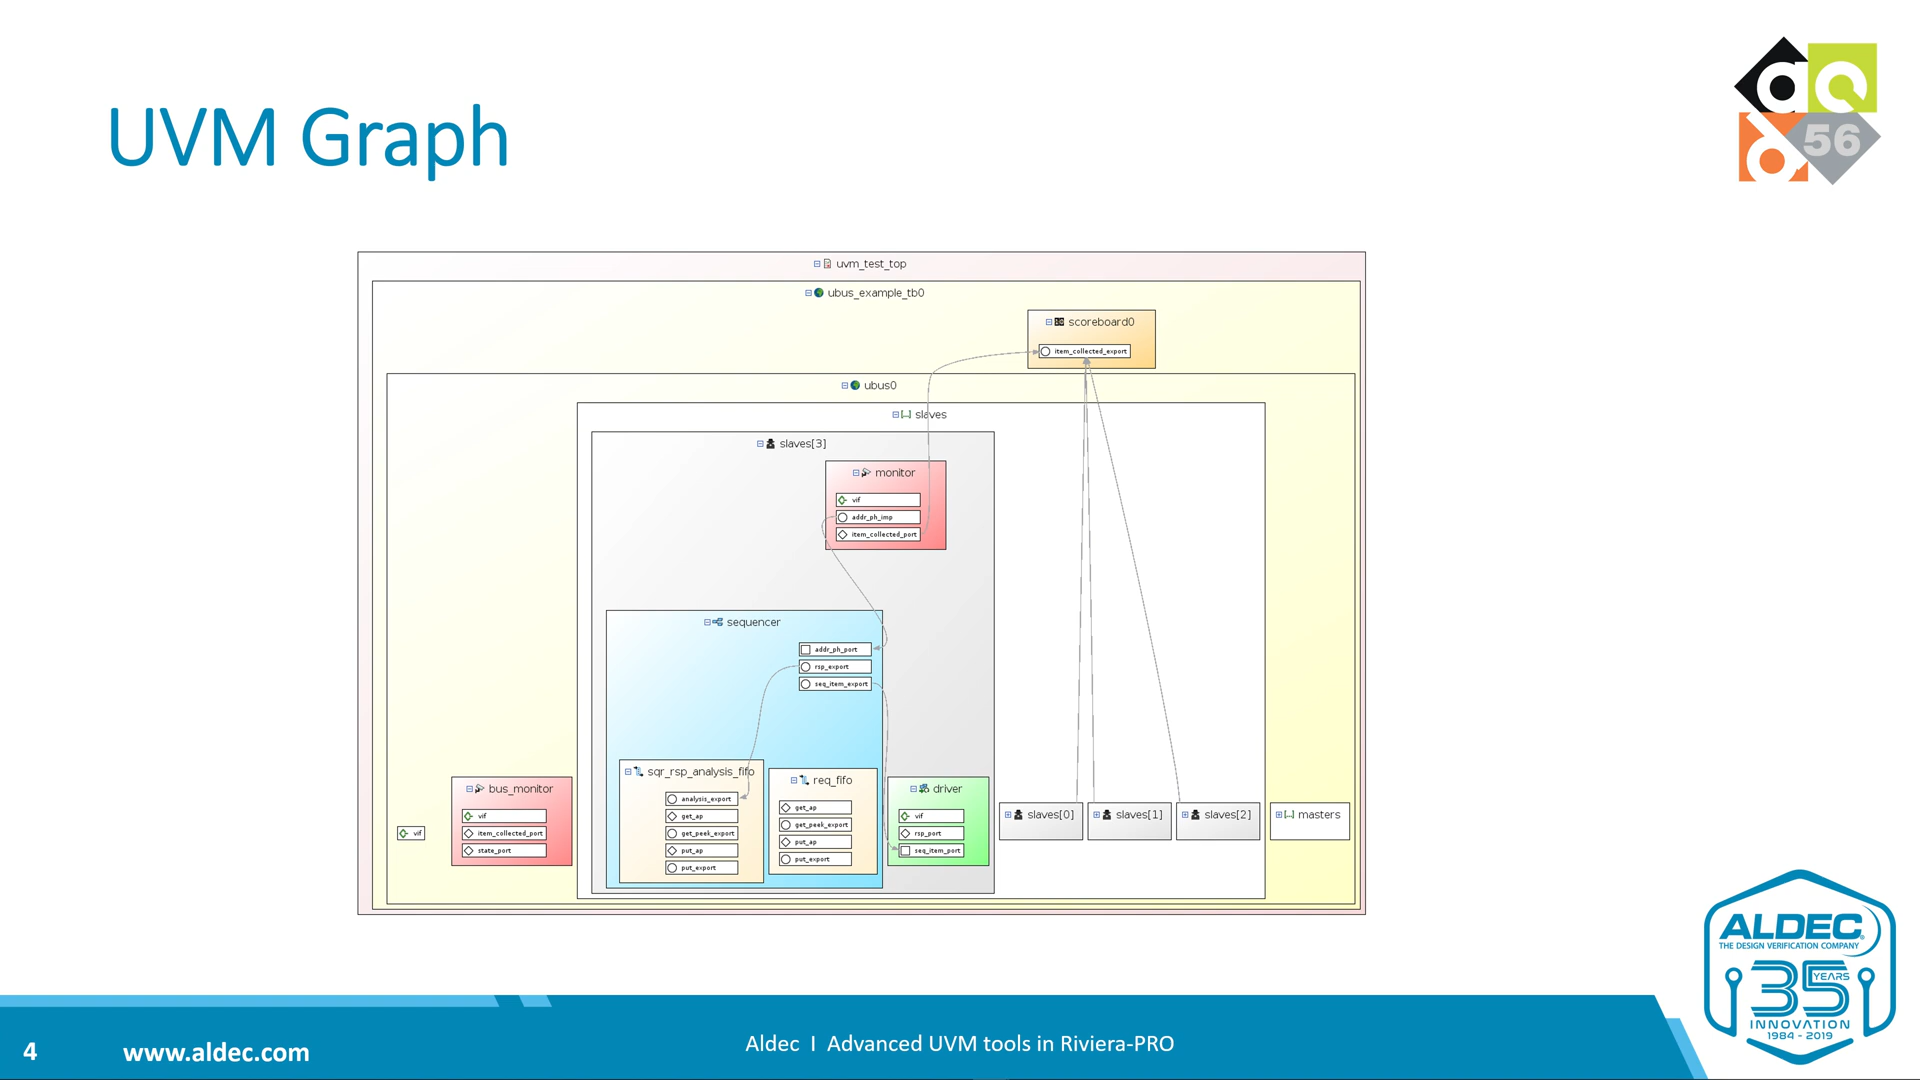 UVM Graph
56
uvm_test_top
ubus_example_tb0
scoreboard0
item_collected_export
ubus0
slaves
slaves[3]
monitor
vif
addr_ph_imp
item_collected_port
sequencer
addr_ph_port
rsp_export
seq_item_export
sqr_rsp_analysis_fifo
analysis_export
get_ap
get_peek_export
put_ap
put_export
req_fifo
get_ap
get_peek_export
put_ap
put_export
driver
vif
rsp_port
seq_item_port
bus_monitor
vif
item_collected_port
state_port
vif
slaves[0]
slaves[1]
slaves[2]
masters
ALDEC
THE DESIGN VERIFICATION COMPANY
35 YEARS
INNOVATION
1984 - 2019
4
www.aldec.com
Aldec I Advanced UVM tools in Riviera-PRO